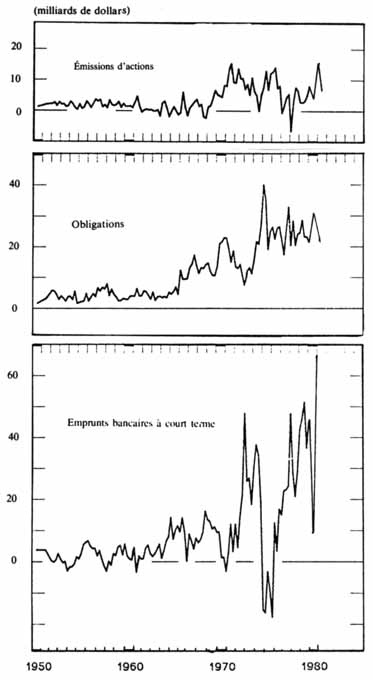 (milliards de dollars)
20
Émissions d'actions
10
0
40
Obligations
20
0
60
Emprunts bancaires à court terme
40
20
0
1950 1960 1970 1980